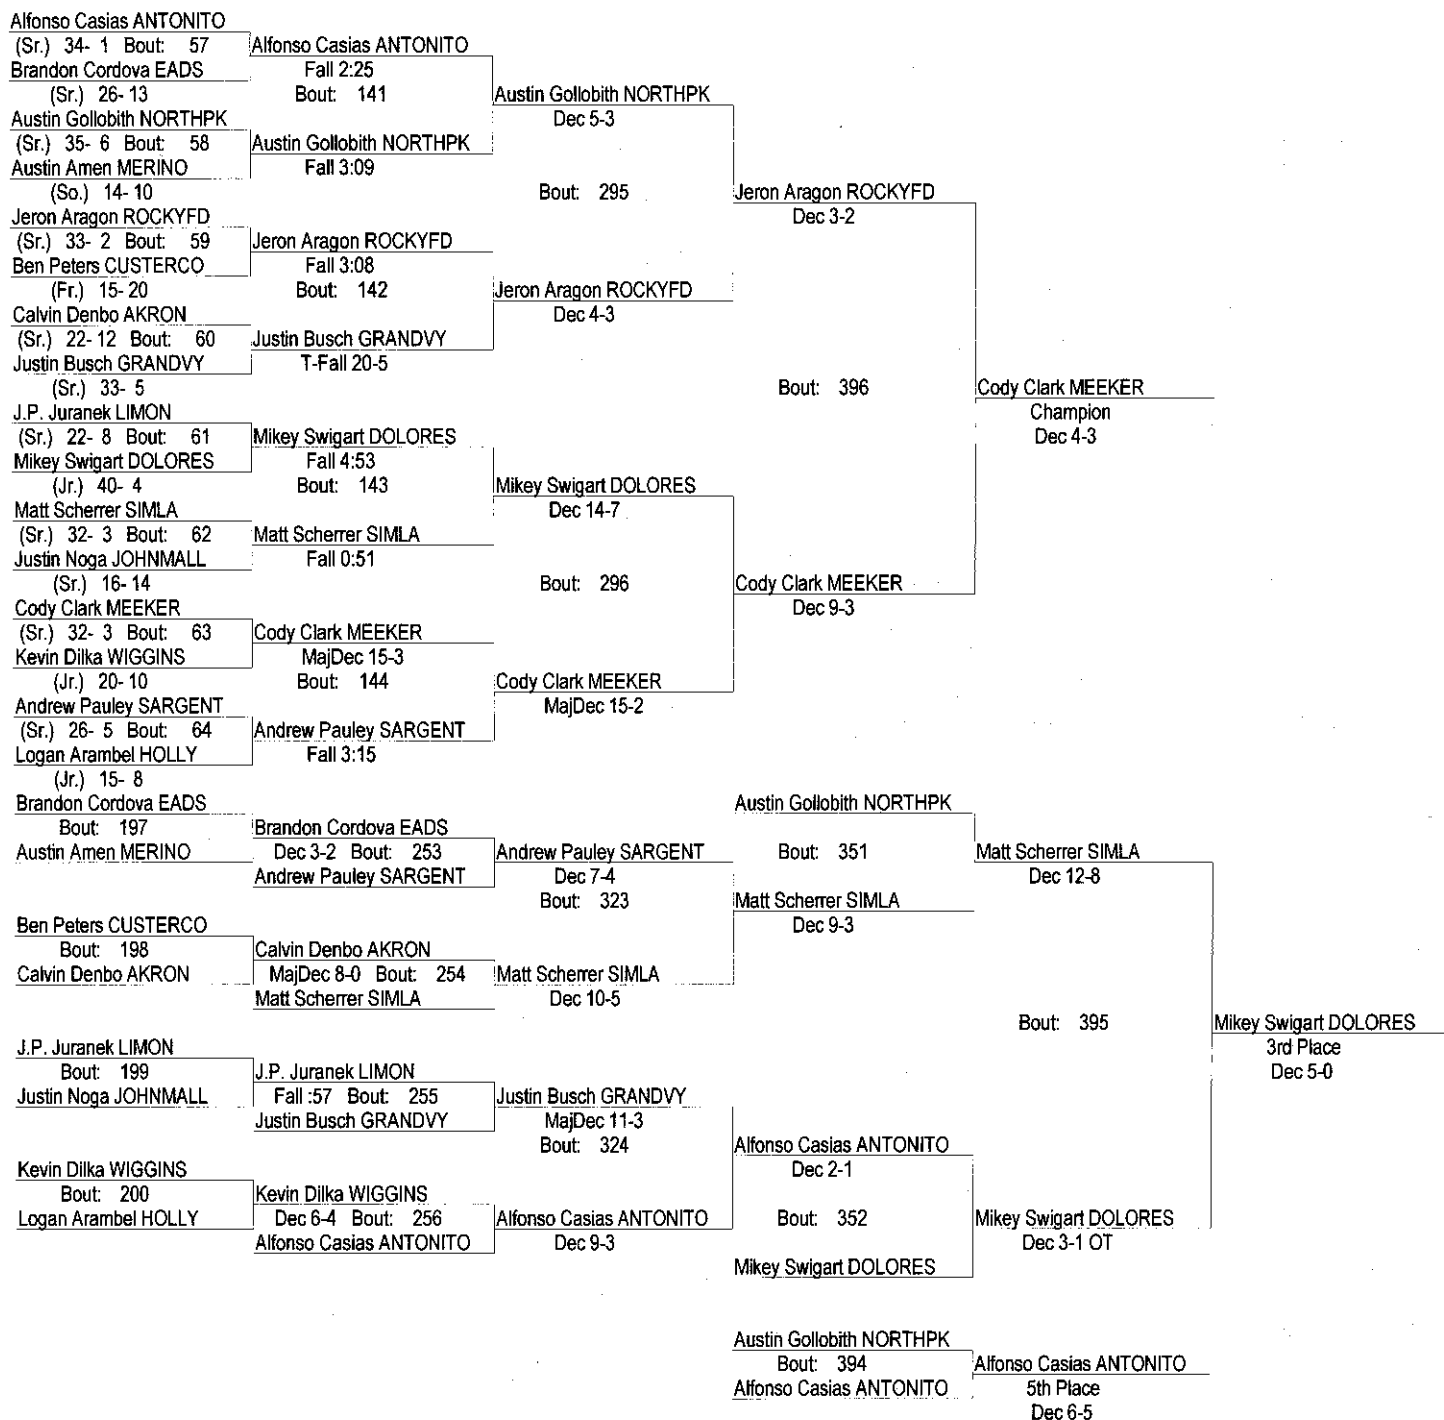 Alfonso Casias ANTONITO
(Sr.) 34- 1 Bout: 57
Brandon Cordova EADS
(Sr.) 26- 13
Austin Gollobith NORTHPK
(Sr.) 35- 6 Bout: 58
Austin Amen MERINO
(So.) 14- 10
Jeron Aragon ROCKYFD
(Sr.) 33- 2 Bout: 59
Ben Peters CUSTERCO
(Fr.) 15- 20
Calvin Denbo AKRON
(Sr.) 22- 12 Bout: 60
Justin Busch GRANDVY
(Sr.) 33- 5
J.P. Juranek LIMON
(Sr.) 22- 8 Bout: 61
Mikey Swigart DOLORES
(Jr.) 40- 4
Matt Scherrer SIMLA
(Sr.) 32- 3 Bout: 62
Justin Noga JOHNMALL
(Sr.) 16- 14
Cody Clark MEEKER
(Sr.) 32- 3 Bout: 63
Kevin Dilka WIGGINS
(Jr.) 20- 10
Andrew Pauley SARGENT
(Sr.) 26- 5 Bout: 64
Logan Arambel HOLLY
(Jr.) 15- 8
Alfonso Casias ANTONITO
Fall 2:25
Bout: 141
Austin Gollobith NORTHPK
Fall 3:09
Jeron Aragon ROCKYFD
Fall 3:08
Bout: 142
Justin Busch GRANDVY
T-Fall 20-5
Mikey Swigart DOLORES
Fall 4:53
Bout: 143
Matt Scherrer SIMLA
Fall 0:51
Cody Clark MEEKER
MajDec 15-3
Bout: 144
Andrew Pauley SARGENT
Fall 3:15
Austin Gollobith NORTHPK
Dec 5-3
Bout: 295
Jeron Aragon ROCKYFD
Dec 4-3
Mikey Swigart DOLORES
Dec 14-7
Bout: 296
Cody Clark MEEKER
MajDec 15-2
Jeron Aragon ROCKYFD
Dec 3-2
Bout: 396
Cody Clark MEEKER
Dec 9-3
Cody Clark MEEKER
Champion
Dec 4-3
Brandon Cordova EADS
Bout: 197
Austin Amen MERINO
Ben Peters CUSTERCO
Bout: 198
Calvin Denbo AKRON
J.P. Juranek LIMON
Bout: 199
Justin Noga JOHNMALL
Kevin Dilka WIGGINS
Bout: 200
Logan Arambel HOLLY
Brandon Cordova EADS
Dec 3-2 Bout: 253
Andrew Pauley SARGENT
Calvin Denbo AKRON
MajDec 8-0 Bout: 254
Matt Scherrer SIMLA
J.P. Juranek LIMON
Fall :57 Bout: 255
Justin Busch GRANDVY
Kevin Dilka WIGGINS
Dec 6-4 Bout: 256
Alfonso Casias ANTONITO
Andrew Pauley SARGENT
Dec 7-4
Bout: 323
Matt Scherrer SIMLA
Dec 10-5
Justin Busch GRANDVY
MajDec 11-3
Bout: 324
Alfonso Casias ANTONITO
Dec 9-3
Austin Gollobith NORTHPK
Bout: 351
Matt Scherrer SIMLA
Dec 9-3
Alfonso Casias ANTONITO
Dec 2-1
Bout: 352
Mikey Swigart DOLORES
Matt Scherrer SIMLA
Dec 12-8
Bout: 395
Mikey Swigart DOLORES
Dec 3-1 OT
Mikey Swigart DOLORES
3rd Place
Dec 5-0
Austin Gollobith NORTHPK
Bout: 394
Alfonso Casias ANTONITO
Alfonso Casias ANTONITO
5th Place
Dec 6-5